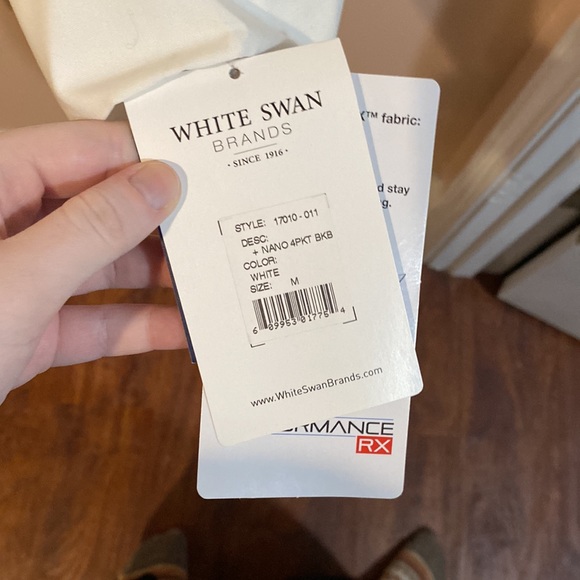 WHITE SWAN
BRANDS
• SINCE 1916 •
STYLE: 17010-011
DESC:
+ NANO 4PKT BKB
COLOR:
WHITE
SIZE: M
6 09953 01775 4
www.WhiteSwanBrands.com
X™ fabric:
d stay
g.
ORMANCE
RX